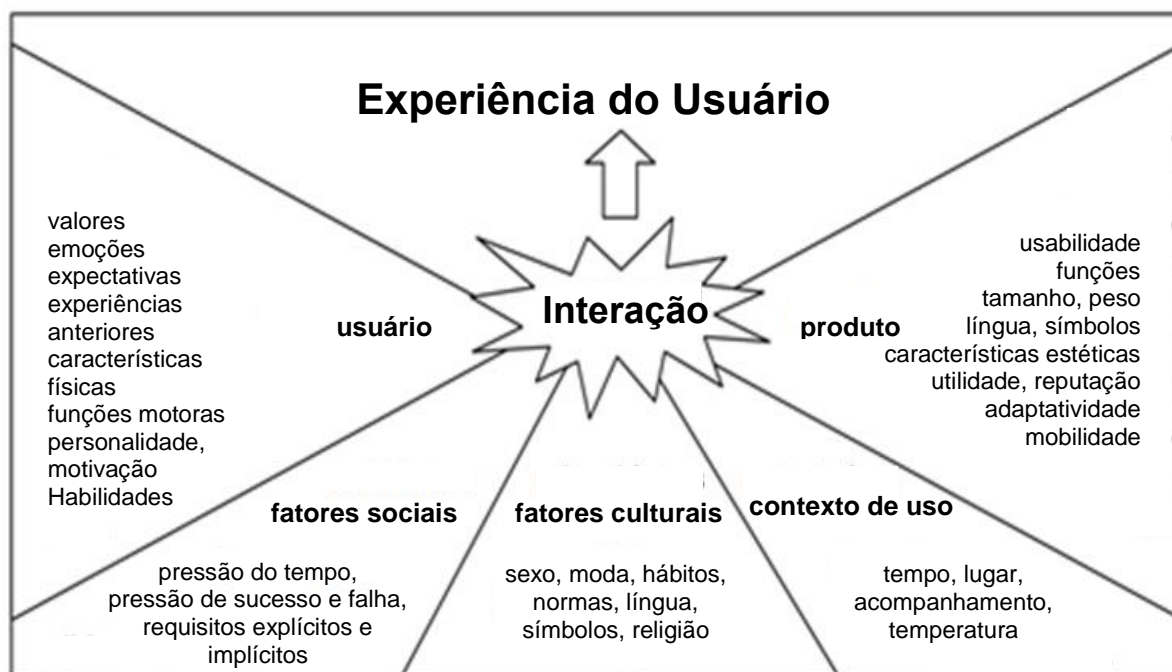 Experiência do Usuário
Interação
usuário
valores
emoções
expectativas
experiências
anteriores
características
físicas
funções motoras
personalidade,
motivação
Habilidades
produto
usabilidade
funções
tamanho, peso
língua, símbolos
características estéticas
utilidade, reputação
adaptatividade
mobilidade
fatores sociais
pressão do tempo,
pressão de sucesso e falha,
requisitos explícitos e
implícitos
fatores culturais
sexo, moda, hábitos,
normas, língua,
símbolos, religião
contexto de uso
tempo, lugar,
acompanhamento,
temperatura